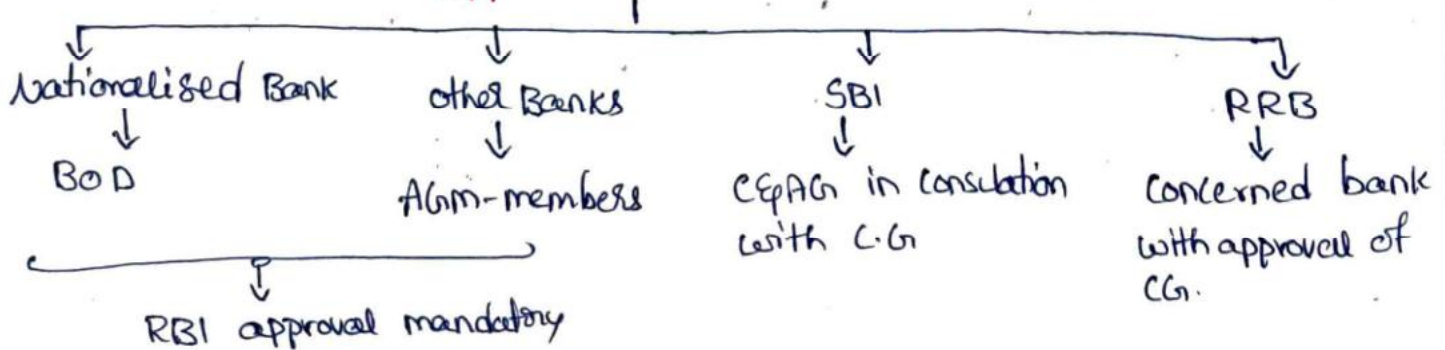 Nationalised Bank
BOD
other Banks
AGm-members
SBI
C&AG in consulation
with C.G
RRB
Concerned bank
with approval of
CG.
RBI approval mandatory